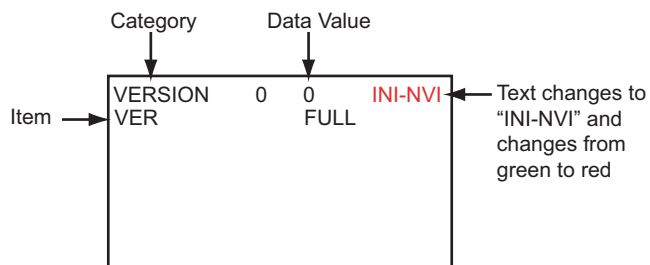 Category Data Value
VERSION 0 0 INI-NVI
Item VER FULL
Text changes to
“INI-NVI” and
changes from
green to red